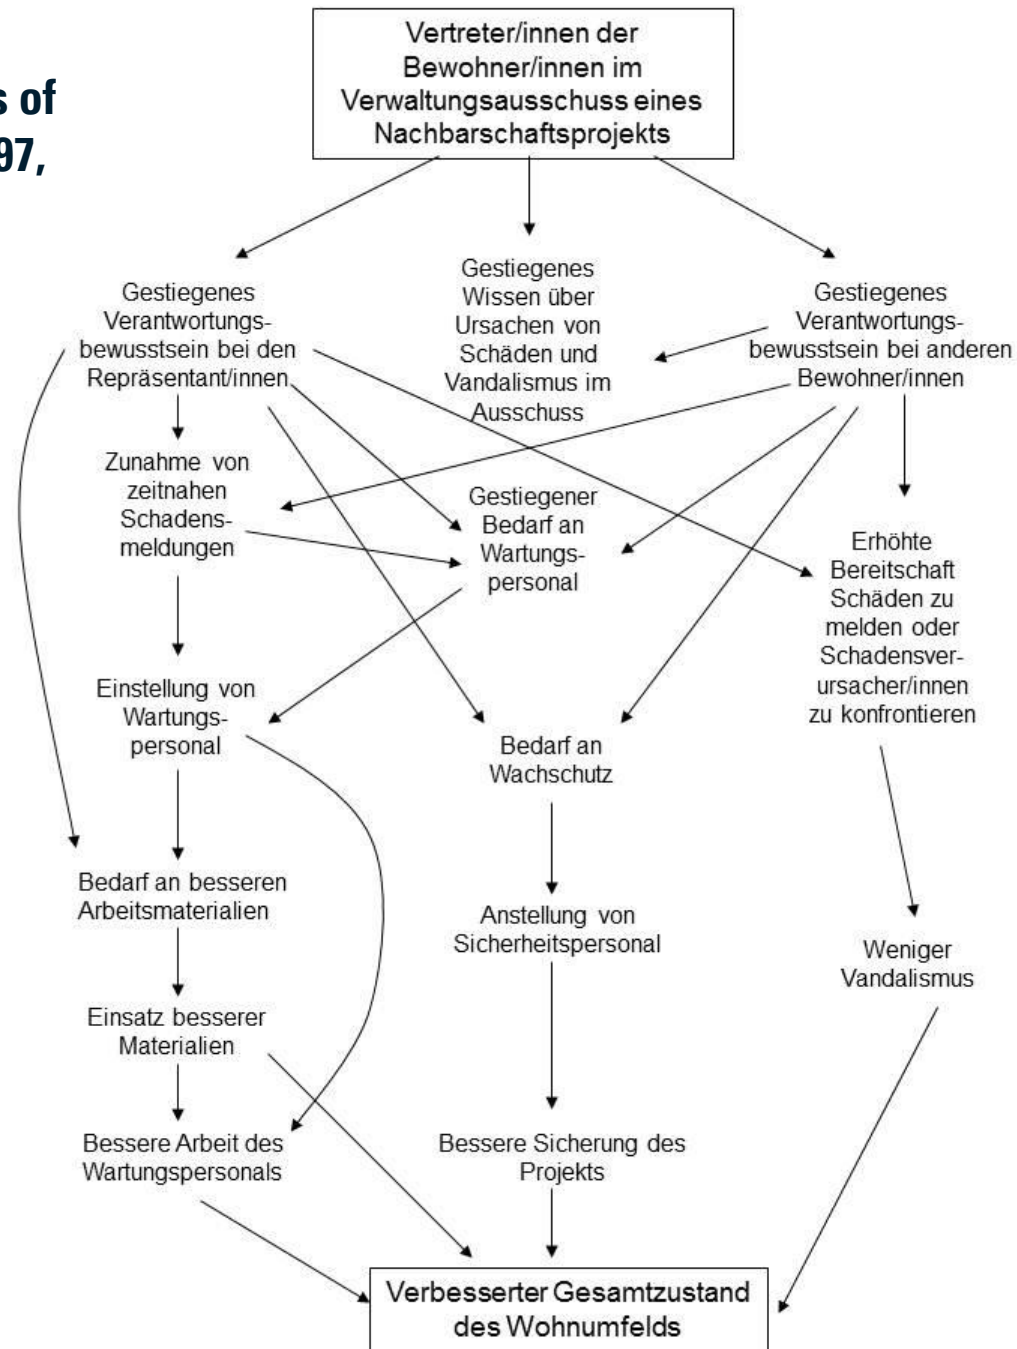 s of
97,
Vertreter/innen der
Bewohner/innen im
Verwaltungsausschuss eines
Nachbarschaftsprojekts
Gestiegenes
Verantwortungs-
bewusstsein bei den
Repräsentant/innen
Gestiegenes
Wissen über
Ursachen von
Schäden und
Vandalismus im
Ausschuss
Gestiegenes
Verantwortungs-
bewusstsein bei anderen
Bewohner/innen
Zunahme von
zeitnahen
Schadens-
meldungen
Gestiegener
Bedarf an
Wartungs-
personal
Erhöhte
Bereitschaft
Schäden zu
melden oder
Schadensver-
ursacher/innen
zu konfrontieren
Einstellung von
Wartungs-
personal
Bedarf an
Wachschutz
Bedarf an besseren
Arbeitsmaterialien
Anstellung von
Sicherheitspersonal
Weniger
Vandalismus
Einsatz besserer
Materialien
Bessere Arbeit des
Wartungspersonals
Bessere Sicherung des
Projekts
Verbesserter Gesamtzustand
des Wohnumfelds